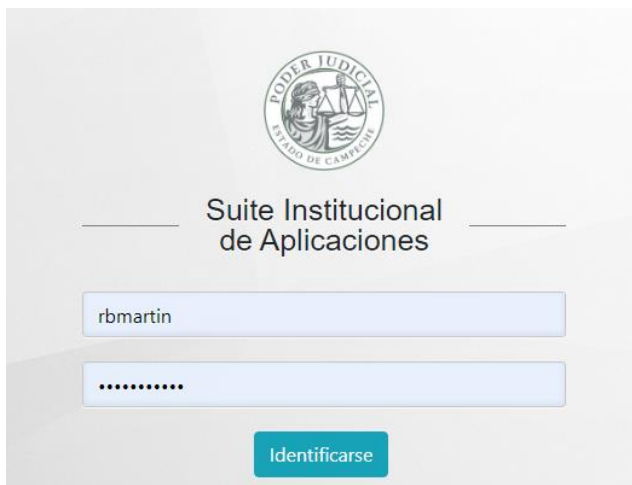 PODER JUDICIAL
ESTADO DE CAMPECHE
Suite Institucional
de Aplicaciones
rbmartin
•••••••••••
Identificarse